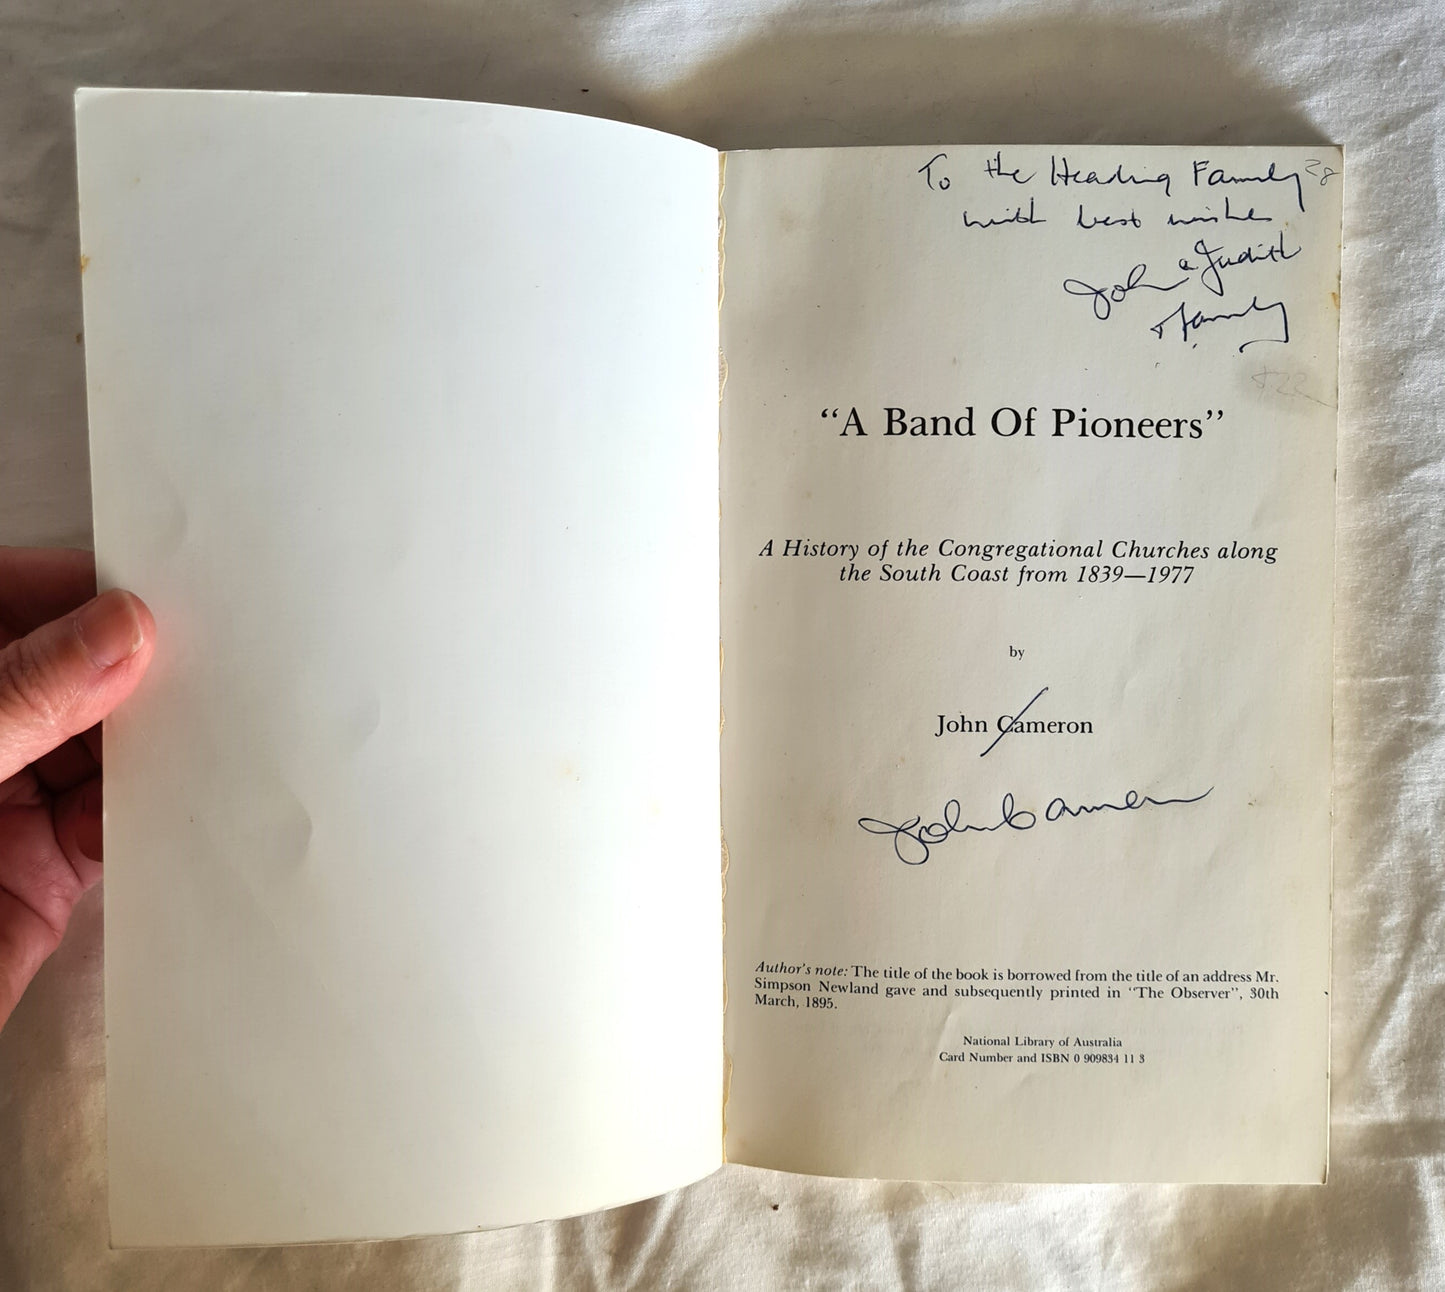 To the Heading Family 28
with best wishes
John & Judith
& family
$22
"A Band Of Pioneers"
A History of the Congregational Churches along
the South Coast from 1839—1977
by
John Cameron
John Cameron
Author's note: The title of the book is borrowed from the title of an address Mr.
Simpson Newland gave and subsequently printed in "The Observer", 30th
March, 1895.
National Library of Australia
Card Number and ISBN 0 909834 11 3